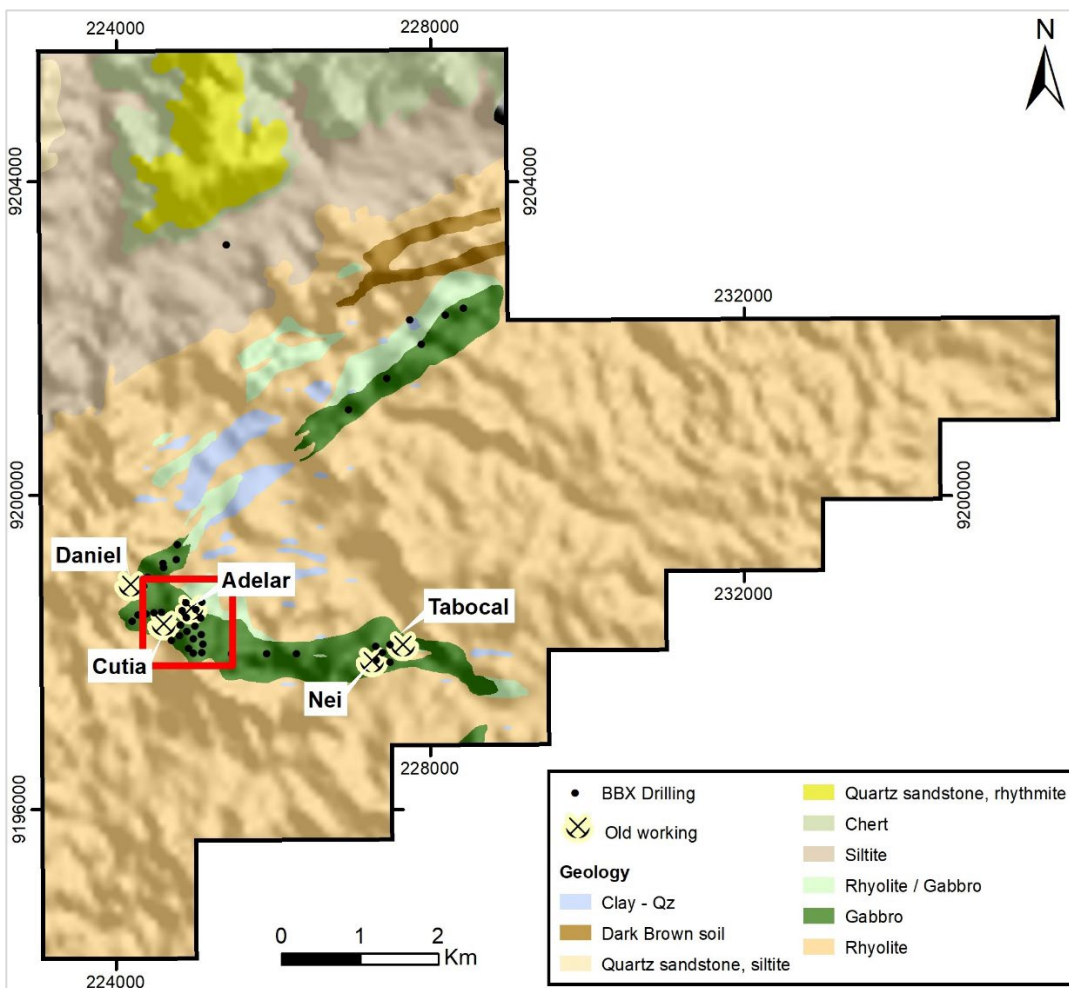 224000
228000
N
9204000
9204000
232000
9200000
9200000
Daniel
Adelar
232000
Tabocal
Cutia
Nei
228000
9196000
BBX Drilling
Old working
Geology
Clay - Qz
Dark Brown soil
Quartz sandstone, siltite
Quartz sandstone, rhythmite
Chert
Siltite
Rhyolite / Gabbro
Gabbro
Rhyolite
0 1 2
Km
224000